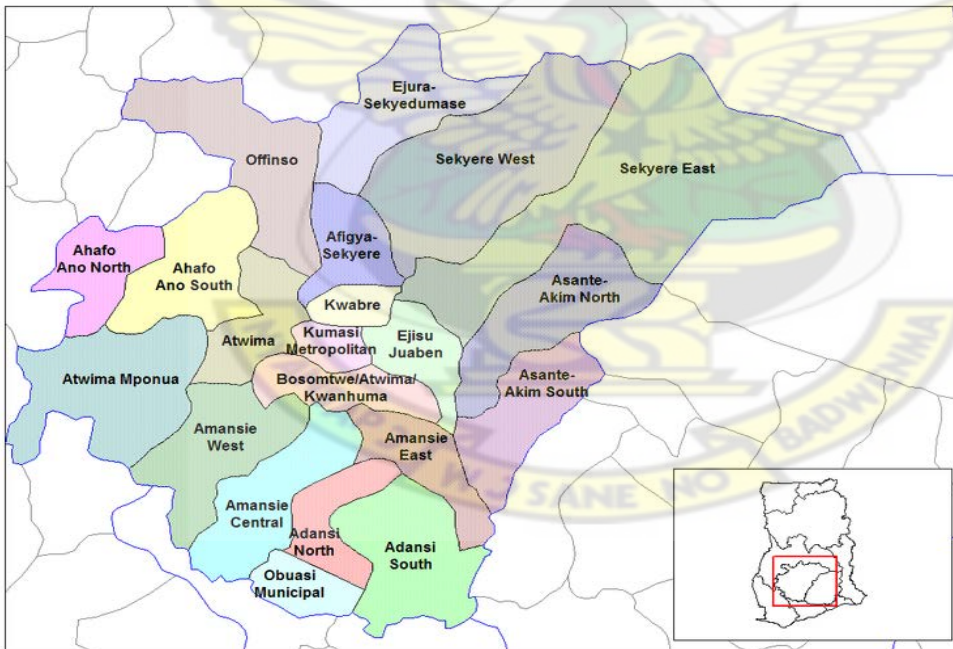 Ejura-
Sekyedumase
Offinso
Sekyere West
Sekyere East
Afigya-
Sekyere
Ahafo
Ano North
Ahafo
Ano South
Asante-
Akim North
Kwabre
Kumasi
Metropolitan
Ejisu
Juaben
Atwima
Atwima Mponua
Bosomtwe/Atwima/
Kwanhuma
Asante-
Akim South
Amansie
West
Amansie
East
Amansie
Central
Adansi
North
Adansi
South
Obuasi
Municipal
W J SANE NO BADWENMA